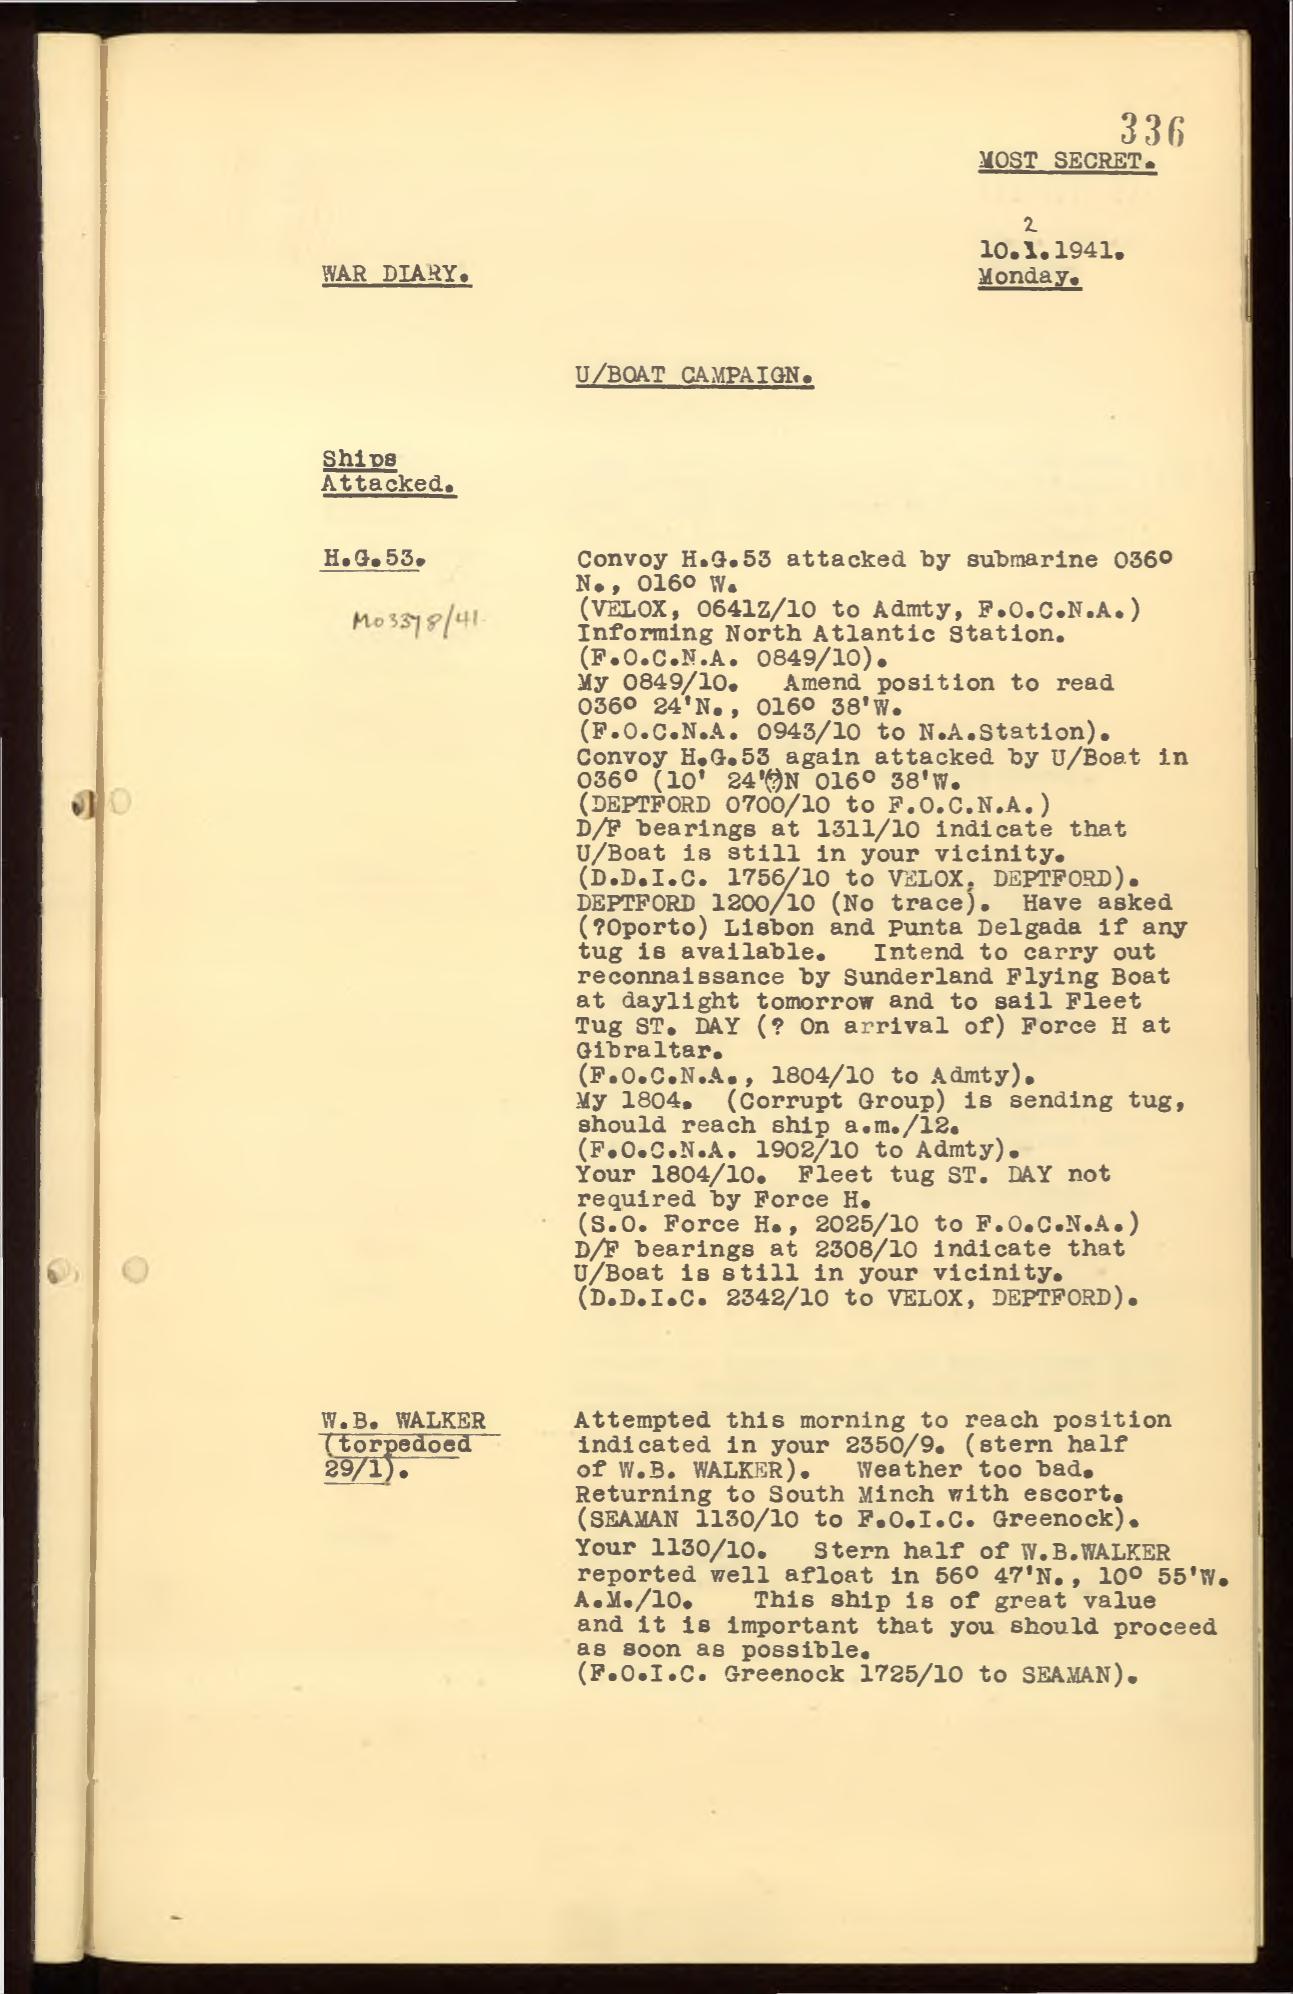 336
MOST SECRET.
2
10.1.1941.
Monday.
WAR DIARY.
U/BOAT CAMPAIGN.
Ships
Attacked.
H.G.53.
M03378/41
Convoy H.G.53 attacked by submarine 036°
N., 016° W.
(VELOX, 0641Z/10 to Admty, F.O.C.N.A.)
Informing North Atlantic Station.
(F.O.C.N.A. 0849/10).
My 0849/10. Amend position to read
036° 24'N., 016° 38'W.
(F.O.C.N.A. 0943/10 to N.A.Station).
Convoy H.G.53 again attacked by U/Boat in
036° (10' 24'(?)N 016° 38'W.
(DEPTFORD 0700/10 to F.O.C.N.A.)
D/F bearings at 1311/10 indicate that
U/Boat is still in your vicinity.
(D.D.I.C. 1756/10 to VELOX, DEPTFORD).
DEPTFORD 1200/10 (No trace). Have asked
(?Oporto) Lisbon and Punta Delgada if any
tug is available. Intend to carry out
reconnaissance by Sunderland Flying Boat
at daylight tomorrow and to sail Fleet
Tug ST. DAY (? On arrival of) Force H at
Gibraltar.
(F.O.C.N.A., 1804/10 to Admty).
My 1804. (Corrupt Group) is sending tug,
should reach ship a.m./12.
(F.O.C.N.A. 1902/10 to Admty).
Your 1804/10. Fleet tug ST. DAY not
required by Force H.
(S.O. Force H., 2025/10 to F.O.C.N.A.)
D/F bearings at 2308/10 indicate that
U/Boat is still in your vicinity.
(D.D.I.C. 2342/10 to VELOX, DEPTFORD).
W.B. WALKER
(torpedoed
29/1).
Attempted this morning to reach position
indicated in your 2350/9. (stern half
of W.B. WALKER). Weather too bad.
Returning to South Minch with escort.
(SEAMAN 1130/10 to F.O.I.C. Greenock).
Your 1130/10. Stern half of W.B.WALKER
reported well afloat in 56° 47'N., 10° 55'W.
A.M./10. This ship is of great value
and it is important that you should proceed
as soon as possible.
(F.O.I.C. Greenock 1725/10 to SEAMAN).